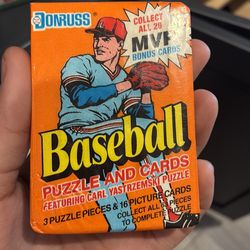 DONRUSS
COLLECT
ALL 26
MVP
BONUS CARDS
Baseball
PUZZLE AND CARDS
FEATURING CARL YASTRZEMSKI PUZZLE
3 PUZZLE PIECES & 16 PICTURE CARDS
COLLECT ALL PIECES
TO COMPLETE PUZZLE